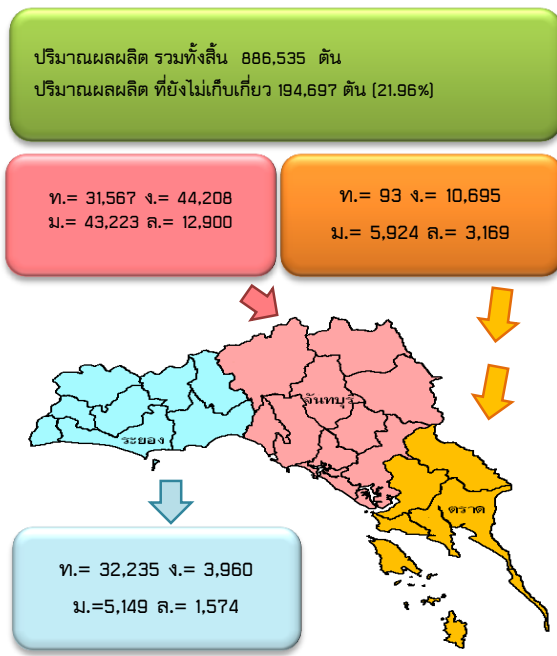 ปริมาณผลผลิต รวมทั้งสิ้น 886,535 ตัน
ปริมาณผลผลิต ที่ยังไม่เก็บเกี่ยว 194,697 ตัน (21.96%)
ท.= 31,567 ง.= 44,208
ม.= 43,223 ล.= 12,900
ท.= 93 ง.= 10,695
ม.= 5,924 ล.= 3,169
จันทบุรี
ระยอง
ตราด
ท.= 32,235 ง.= 3,960
ม.=5,149 ล.= 1,574